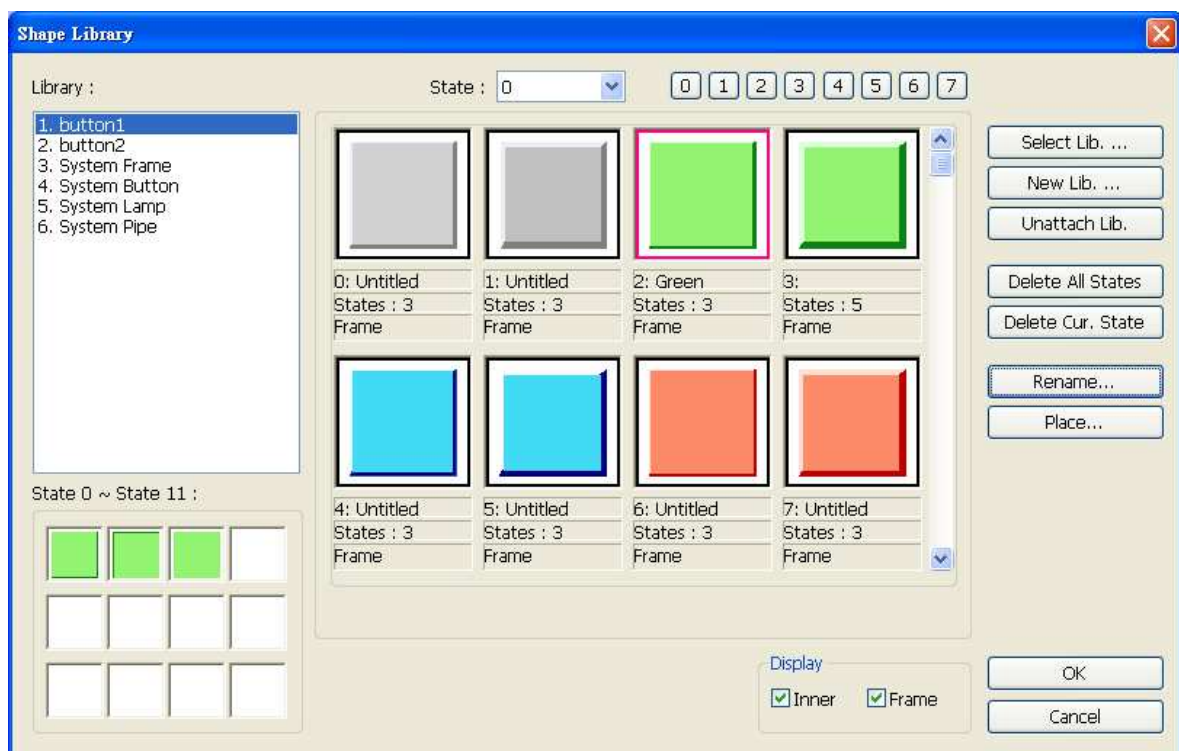 Shape Library
Library :
State : 0
0 1 2 3 4 5 6 7
1. button1
2. button2
3. System Frame
4. System Button
5. System Lamp
6. System Pipe
0: Untitled
States : 3
Frame
1: Untitled
States : 3
Frame
2: Green
States : 3
Frame
3:
States : 5
Frame
4: Untitled
States : 3
Frame
5: Untitled
States : 3
Frame
6: Untitled
States : 3
Frame
7: Untitled
States : 3
Frame
Select Lib. ...
New Lib. ...
Unattach Lib.
Delete All States
Delete Cur. State
Rename...
Place...
State 0 ~ State 11 :
Display
Inner
Frame
OK
Cancel